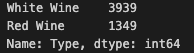 White Wine    3939
Red Wine      1349
Name: Type, dtype: int64